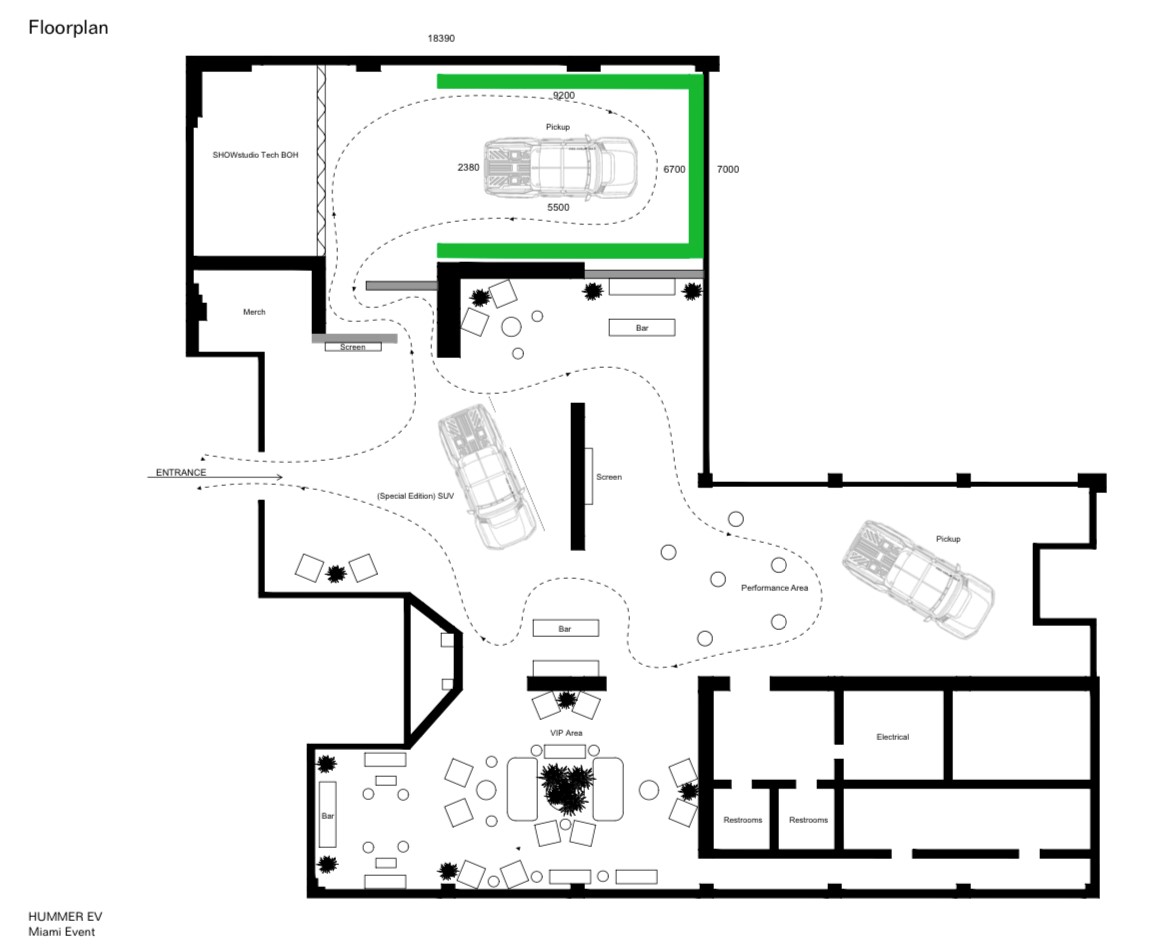 Floorplan
18390
9200
Pickup
SHOWstudio Tech BOH
2380
6700
7000
5500
Merch
Bar
Screen
ENTRANCE
Screen
(Special Edition) SUV
Pickup
Performance Area
Bar
VIP Area
Electrical
Bar
Restrooms
Restrooms
HUMMER EV
Miami Event